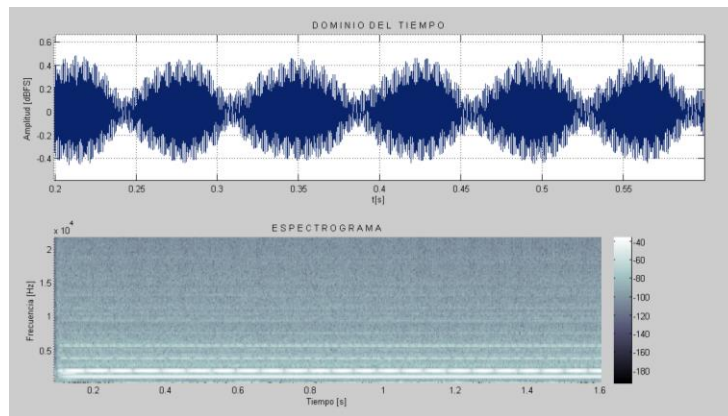 DOMINIO DEL TIEMPO
Amplitud [dBFS]
0.6
0.4
0.2
0
-0.2
-0.4
0.2 0.25 0.3 0.35 0.4 0.45 0.5 0.55
t[s]
ESPECTROGRAMA
x 10^4
Frecuencia [Hz]
2
1.5
1
0.5
0.2 0.4 0.6 0.8 1 1.2 1.4 1.6
Tiempo [s]
-40
-60
-80
-100
-120
-140
-160
-180